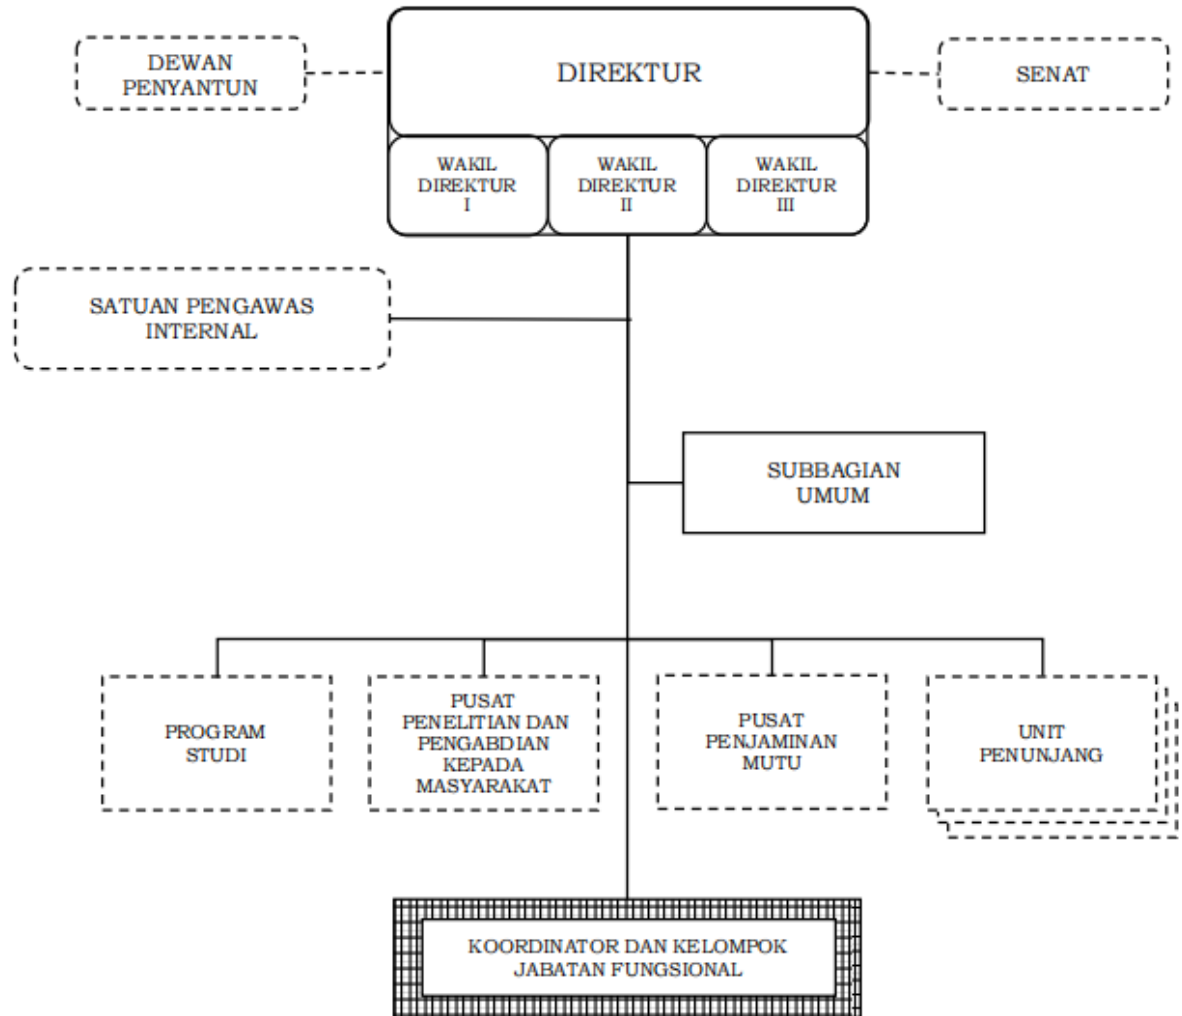 DEWAN
PENYANTUN
DIREKTUR
SENAT
WAKIL
DIREKTUR
I
WAKIL
DIREKTUR
II
WAKIL
DIREKTUR
III
SATUAN PENGAWAS
INTERNAL
SUBBAGIAN
UMUM
PROGRAM
STUDI
PUSAT
PENELITIAN DAN
PENGABDIAN
KEPADA
MASYARAKAT
PUSAT
PENJAMINAN
MUTU
UNIT
PENUNJANG
KOORDINATOR DAN KELOMPOK
JABATAN FUNGSIONAL